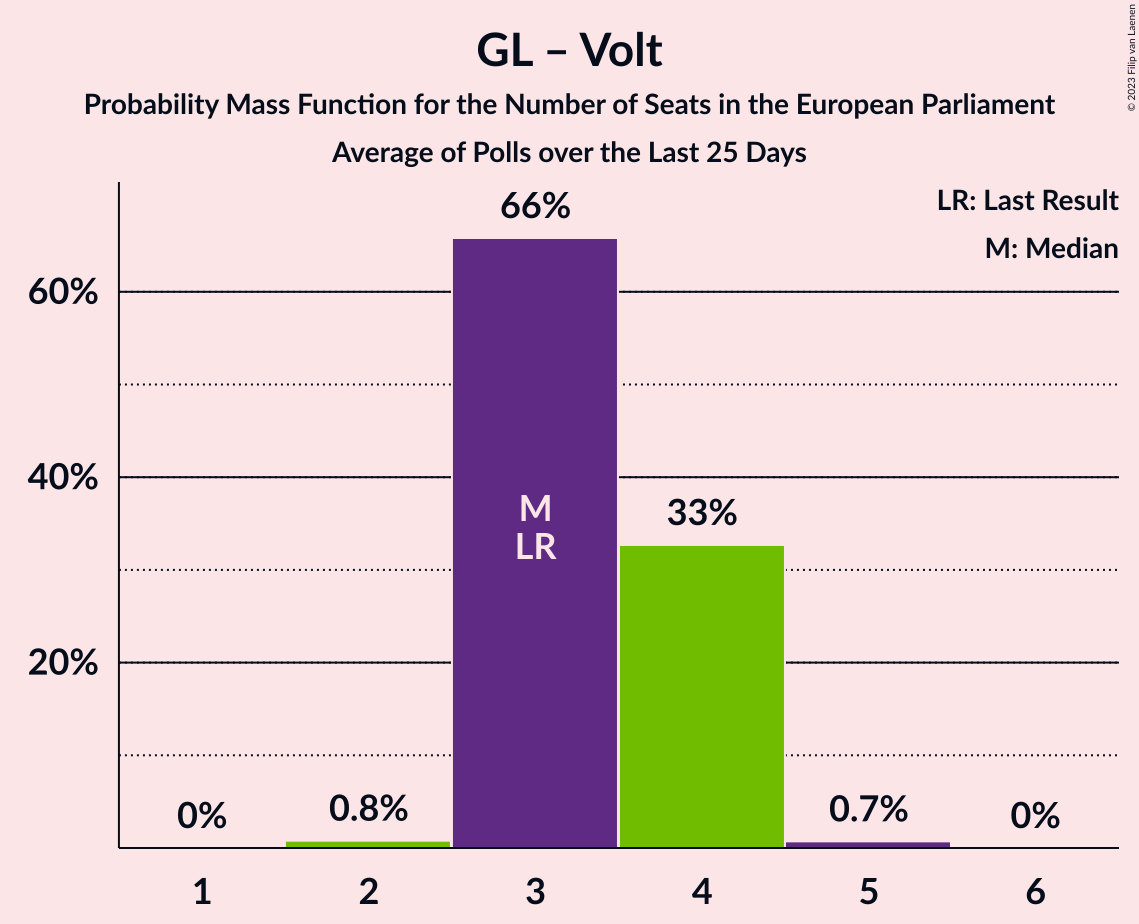 GL – Volt
Probability Mass Function for the Number of Seats in the European Parliament
Average of Polls over the Last 25 Days
© 2023 Filip van Laenen
LR: Last Result
M: Median
66%
60%
40%
M
LR
33%
20%
0%
0.8%
0.7%
0%
1
2
3
4
5
6